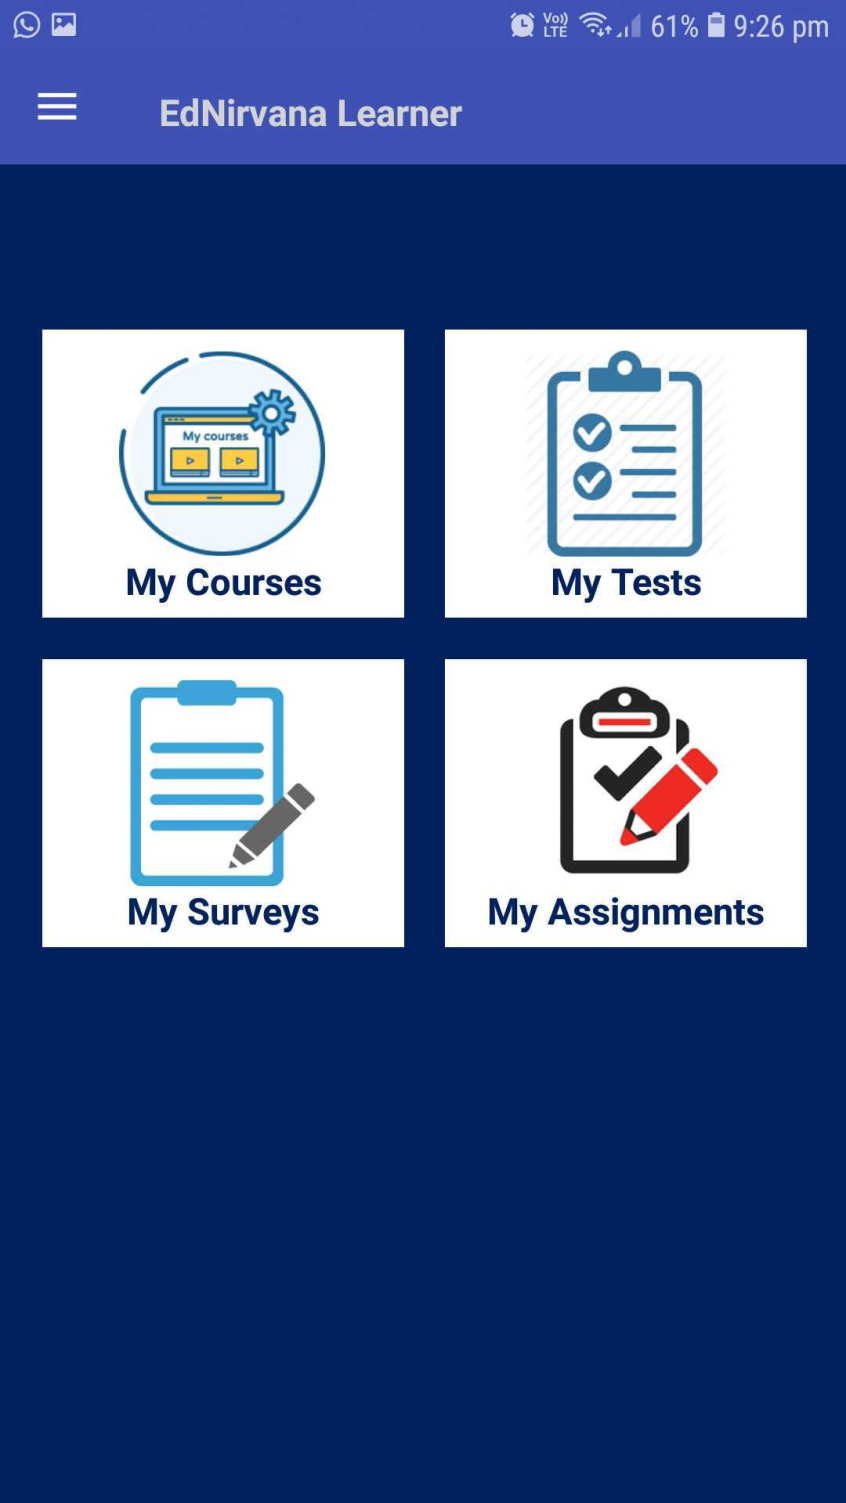 Vo)) LTE 61% 9:26 pm
EdNirvana Learner
My courses
My Courses
My Tests
My Surveys
My Assignments